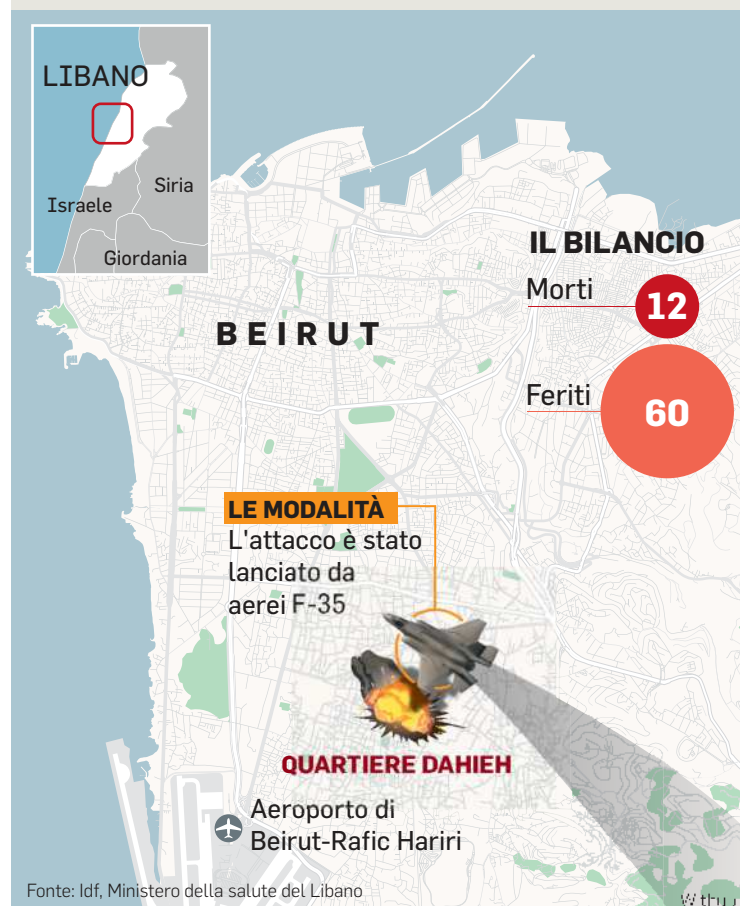 LIBANO
Siria
Israele
Giordania
IL BILANCIO
Morti
12
Feriti
60
BEIRUT
LE MODALITÀ
L'attacco è stato
lanciato da
aerei F-35
QUARTIERE DAHIEH
Aeroporto di
Beirut-Rafic Hariri
Fonte: Idf, Ministero della salute del Libano